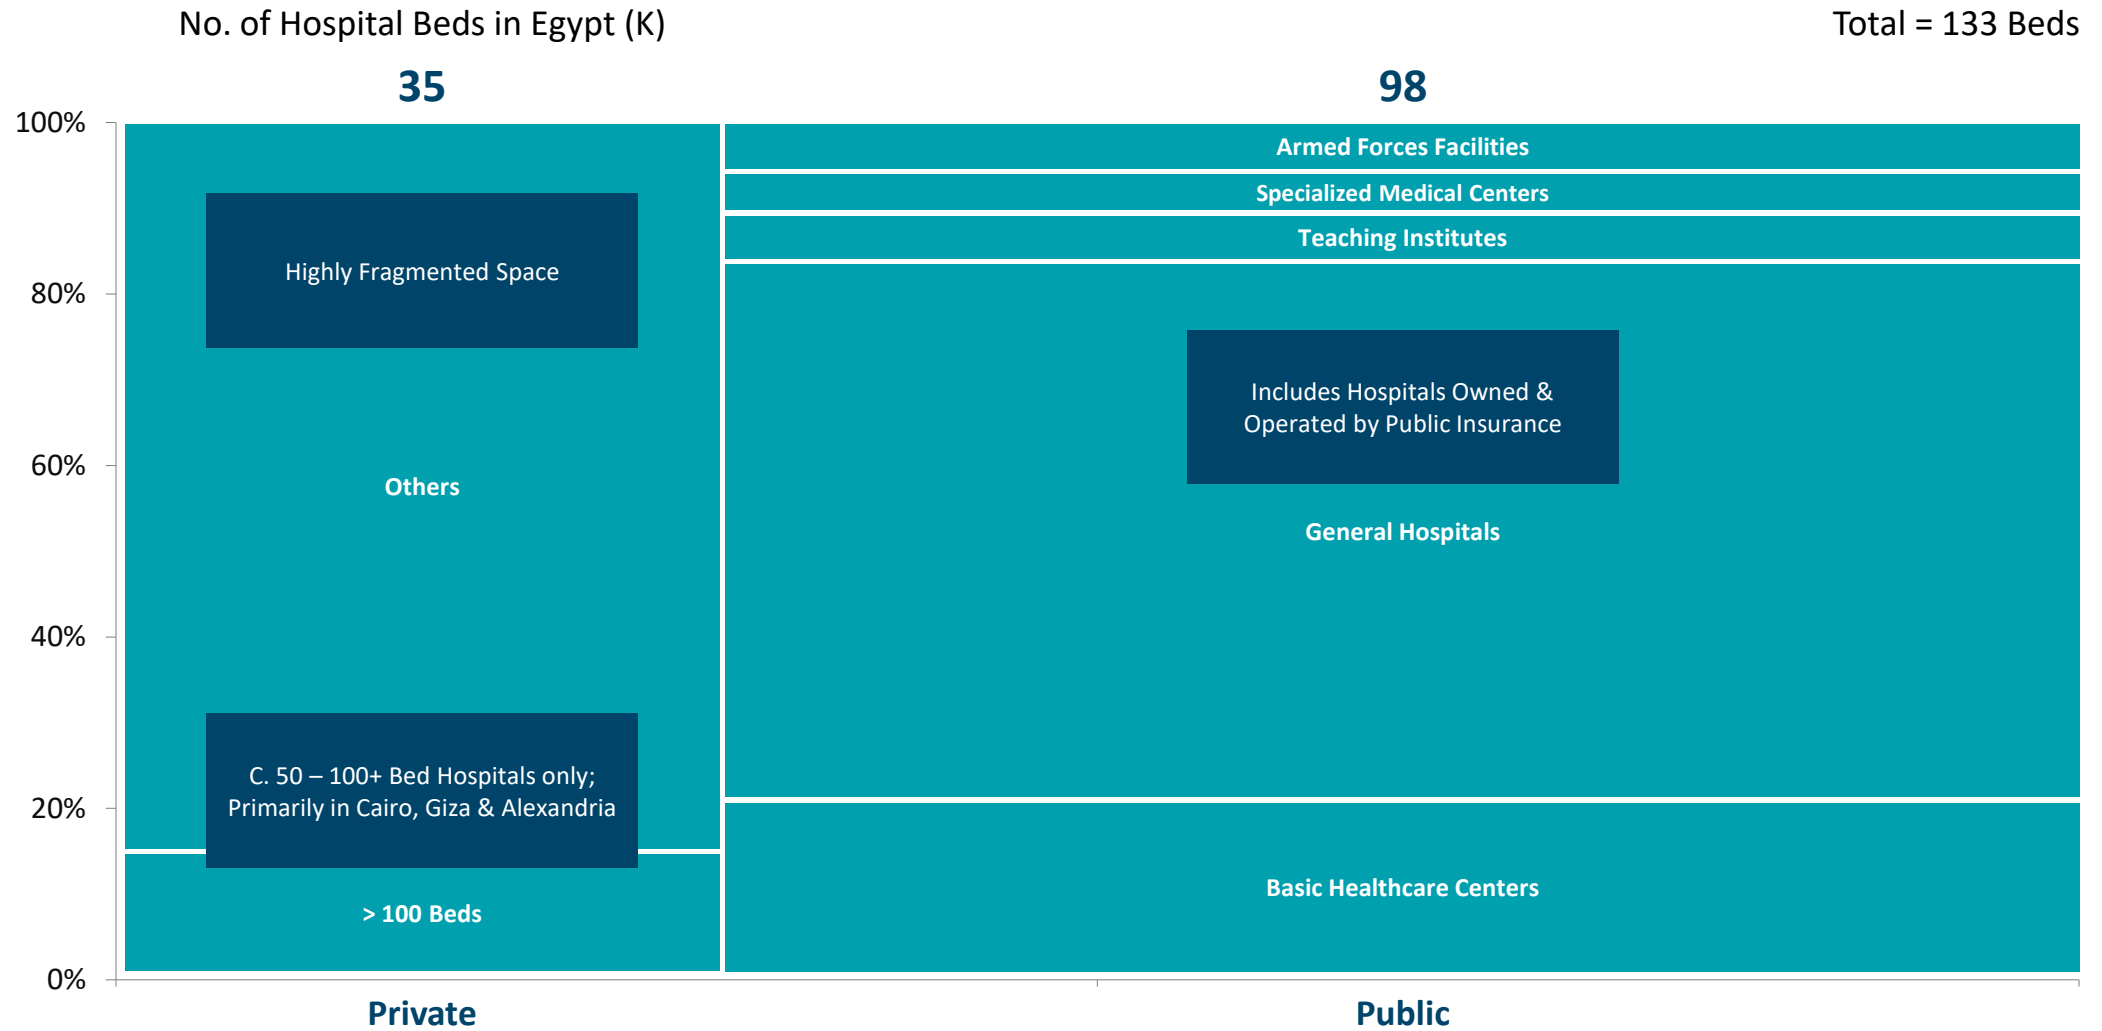 No. of Hospital Beds in Egypt (K)
Total = 133 Beds
35
98
100%
80%
60%
40%
20%
0%
Highly Fragmented Space
Others
C. 50 – 100+ Bed Hospitals only;
Primarily in Cairo, Giza & Alexandria
> 100 Beds
Armed Forces Facilities
Specialized Medical Centers
Teaching Institutes
Includes Hospitals Owned &
Operated by Public Insurance
General Hospitals
Basic Healthcare Centers
Private
Public